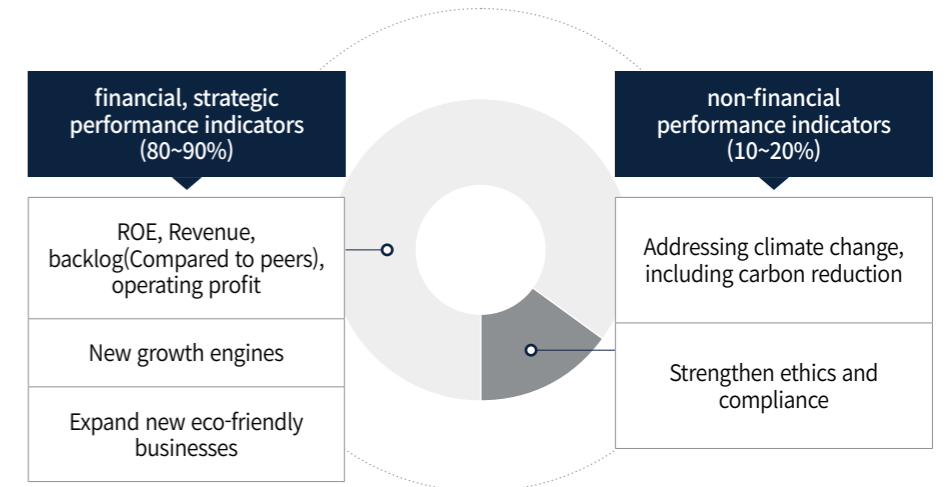 financial, strategic
performance indicators
(80~90%)
ROE, Revenue,
backlog(Compared to peers),
operating profit
New growth engines
Expand new eco-friendly
businesses
non-financial
performance indicators
(10~20%)
Addressing climate change,
including carbon reduction
Strengthen ethics and
compliance